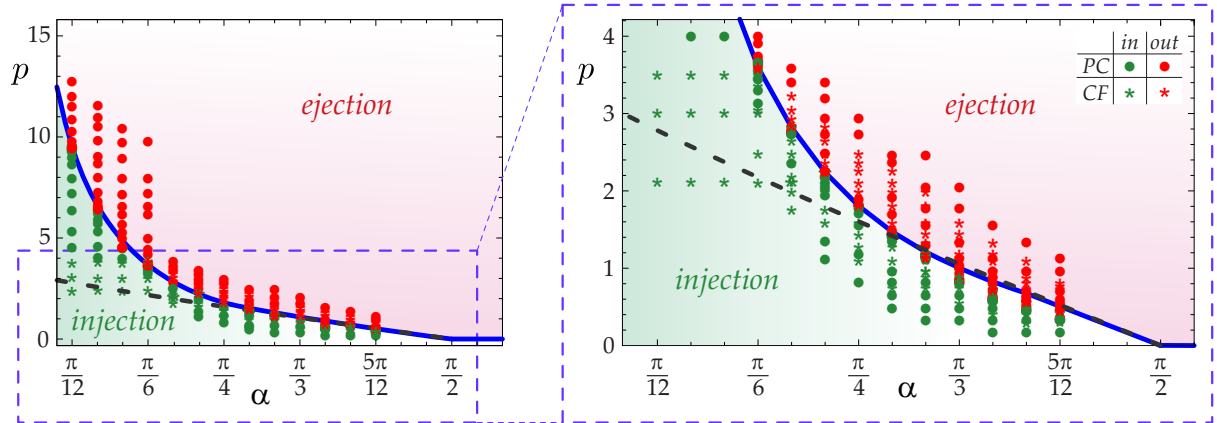 15
p
10
5
0
ejection
injection
π/12
π/6
π/4
π/3
5π/12
π/2
α
4
p
3
2
1
0
in out
PC
CF
ejection
injection
π/12
π/6
π/4
π/3
5π/12
π/2
α